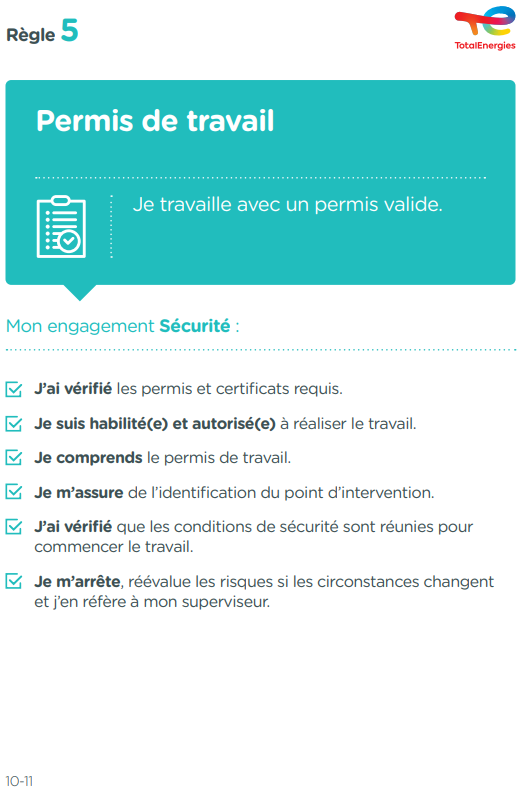 Règle 5
TotalEnergies
Permis de travail
Je travaille avec un permis valide.
Mon engagement Sécurité :
J’ai vérifié les permis et certificats requis.
Je suis habilité(e) et autorisé(e) à réaliser le travail.
Je comprends le permis de travail.
Je m’assure de l’identification du point d’intervention.
J’ai vérifié que les conditions de sécurité sont réunies pour
commencer le travail.
Je m’arrête, réévalue les risques si les circonstances changent
et j’en réfère à mon superviseur.
10-11